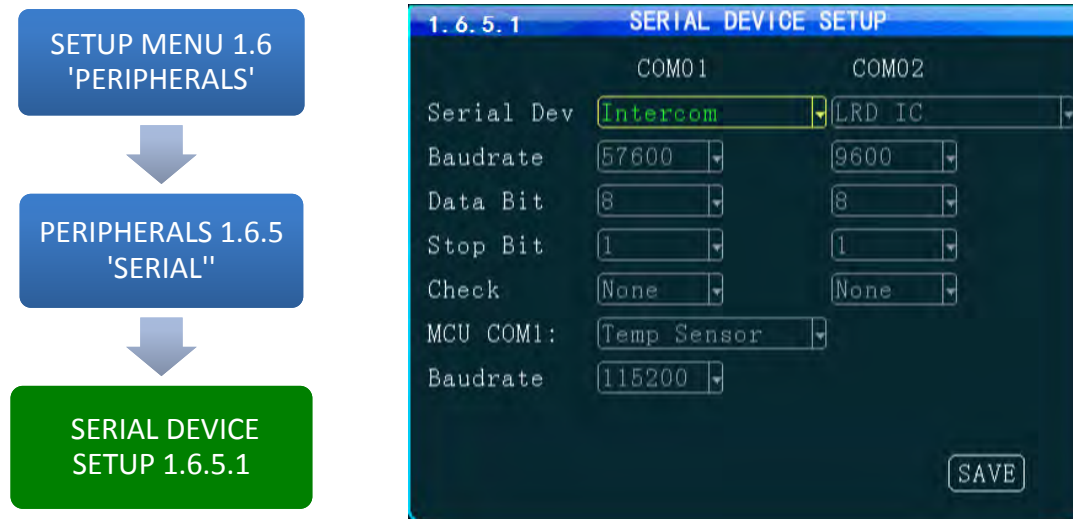 SETUP MENU 1.6
'PERIPHERALS'
PERIPHERALS 1.6.5
'SERIAL''
SERIAL DEVICE
SETUP 1.6.5.1
1.6.5.1 SERIAL DEVICE SETUP
COM01 COM02
Serial Dev Intercom LRD IC
Baudrate 57600 9600
Data Bit 8 8
Stop Bit 1 1
Check None None
MCU COM1: Temp Sensor
Baudrate 115200
SAVE